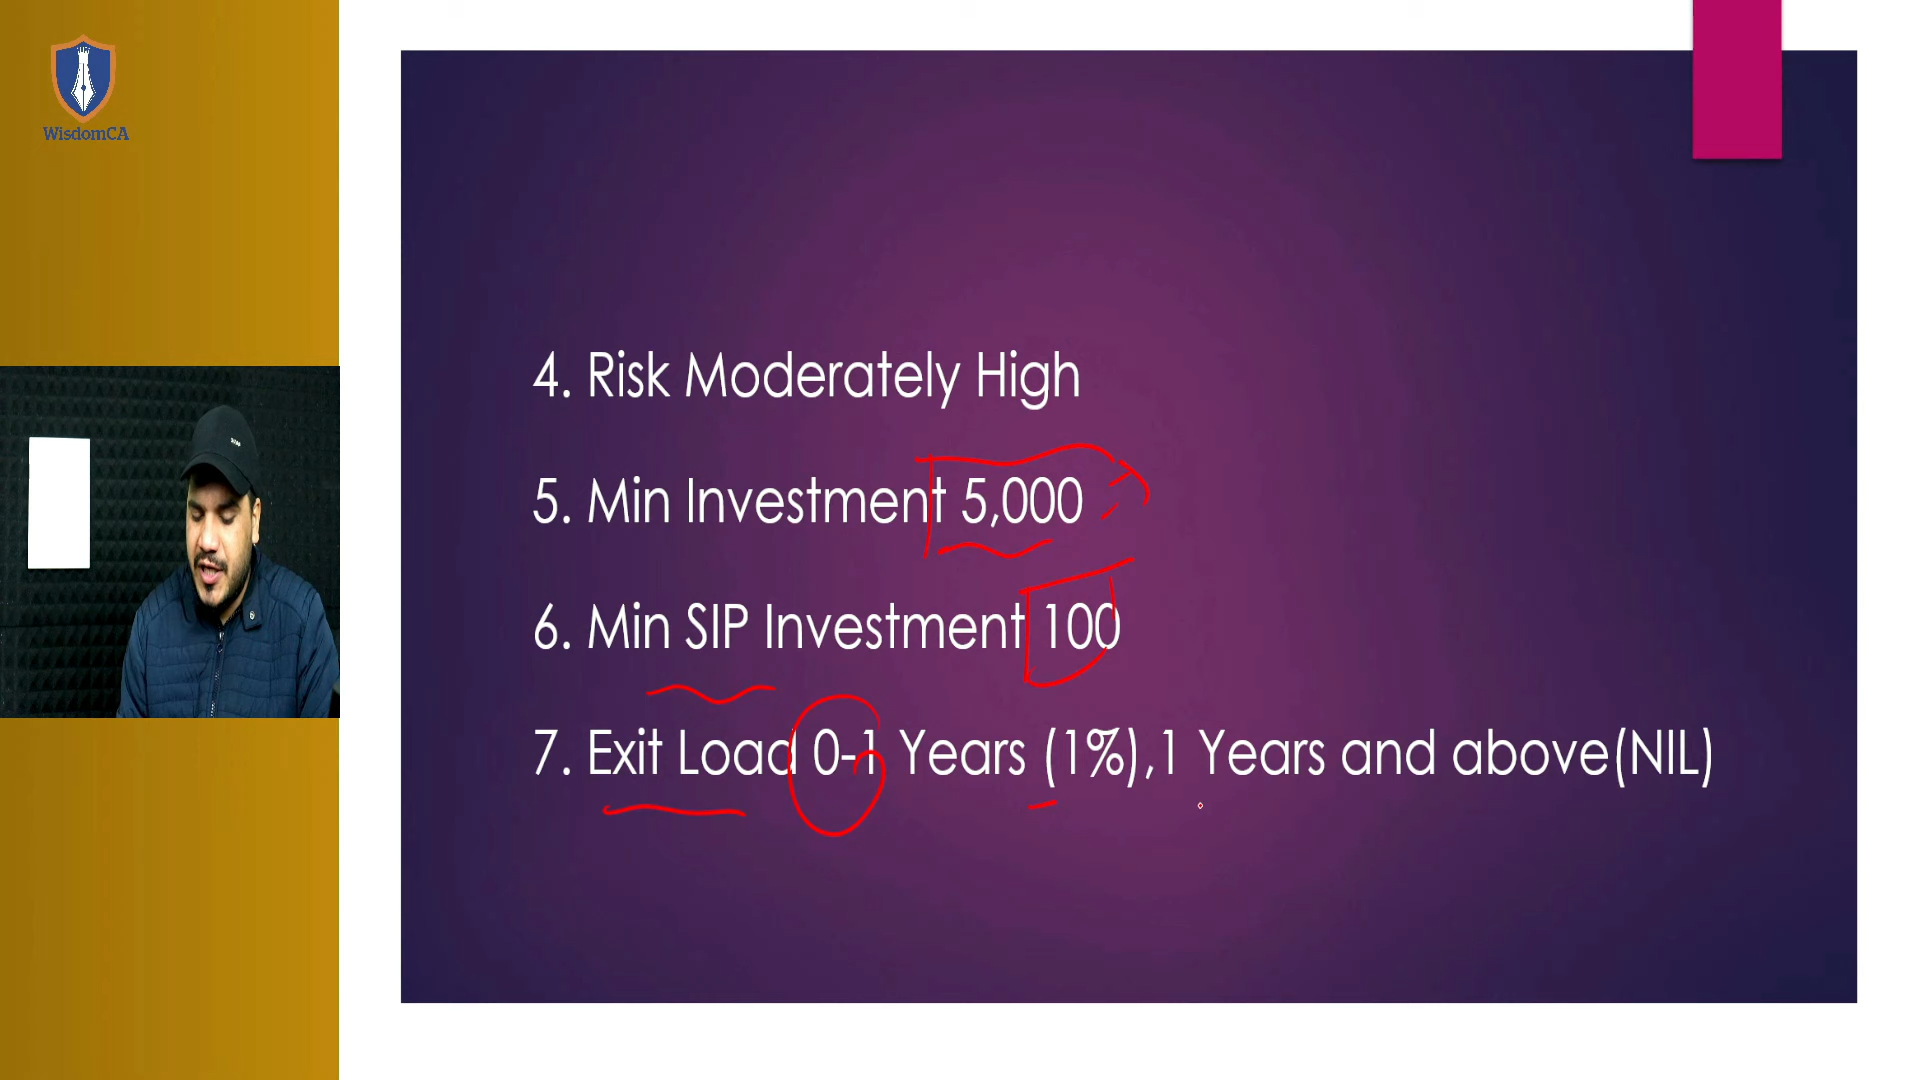 WisdomCA
4. Risk Moderately High
5. Min Investment 5,000
6. Min SIP Investment 100
7. Exit Load 0-1 Years (1%),1 Years and above(NIL)